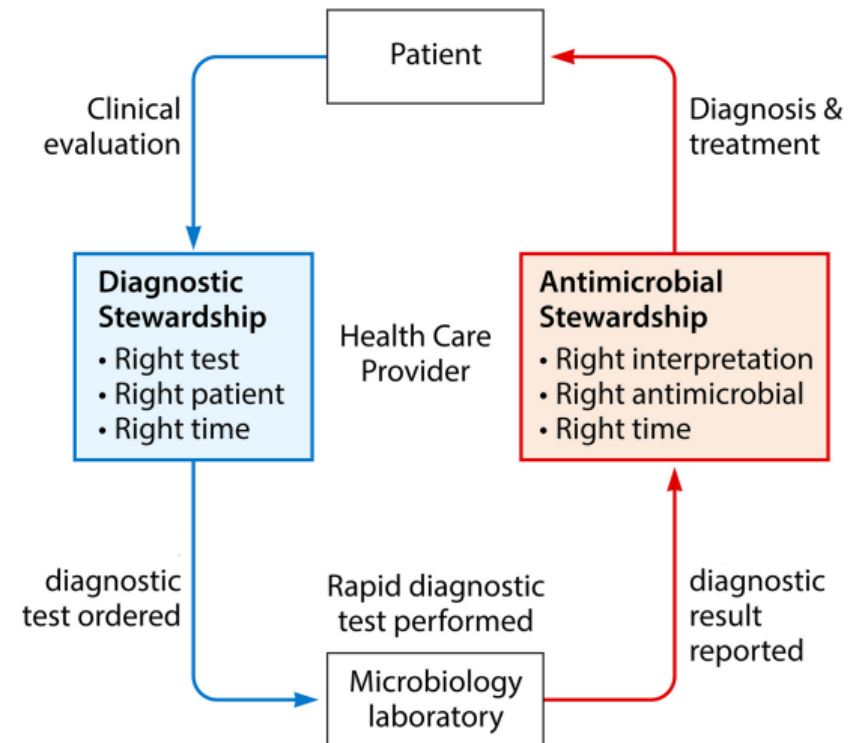 Patient
Clinical
evaluation
Diagnosis &
treatment
Diagnostic
Stewardship
• Right test
• Right patient
• Right time
Health Care
Provider
Antimicrobial
Stewardship
• Right interpretation
• Right antimicrobial
• Right time
diagnostic
test ordered
Rapid diagnostic
test performed
diagnostic
result
reported
Microbiology
laboratory